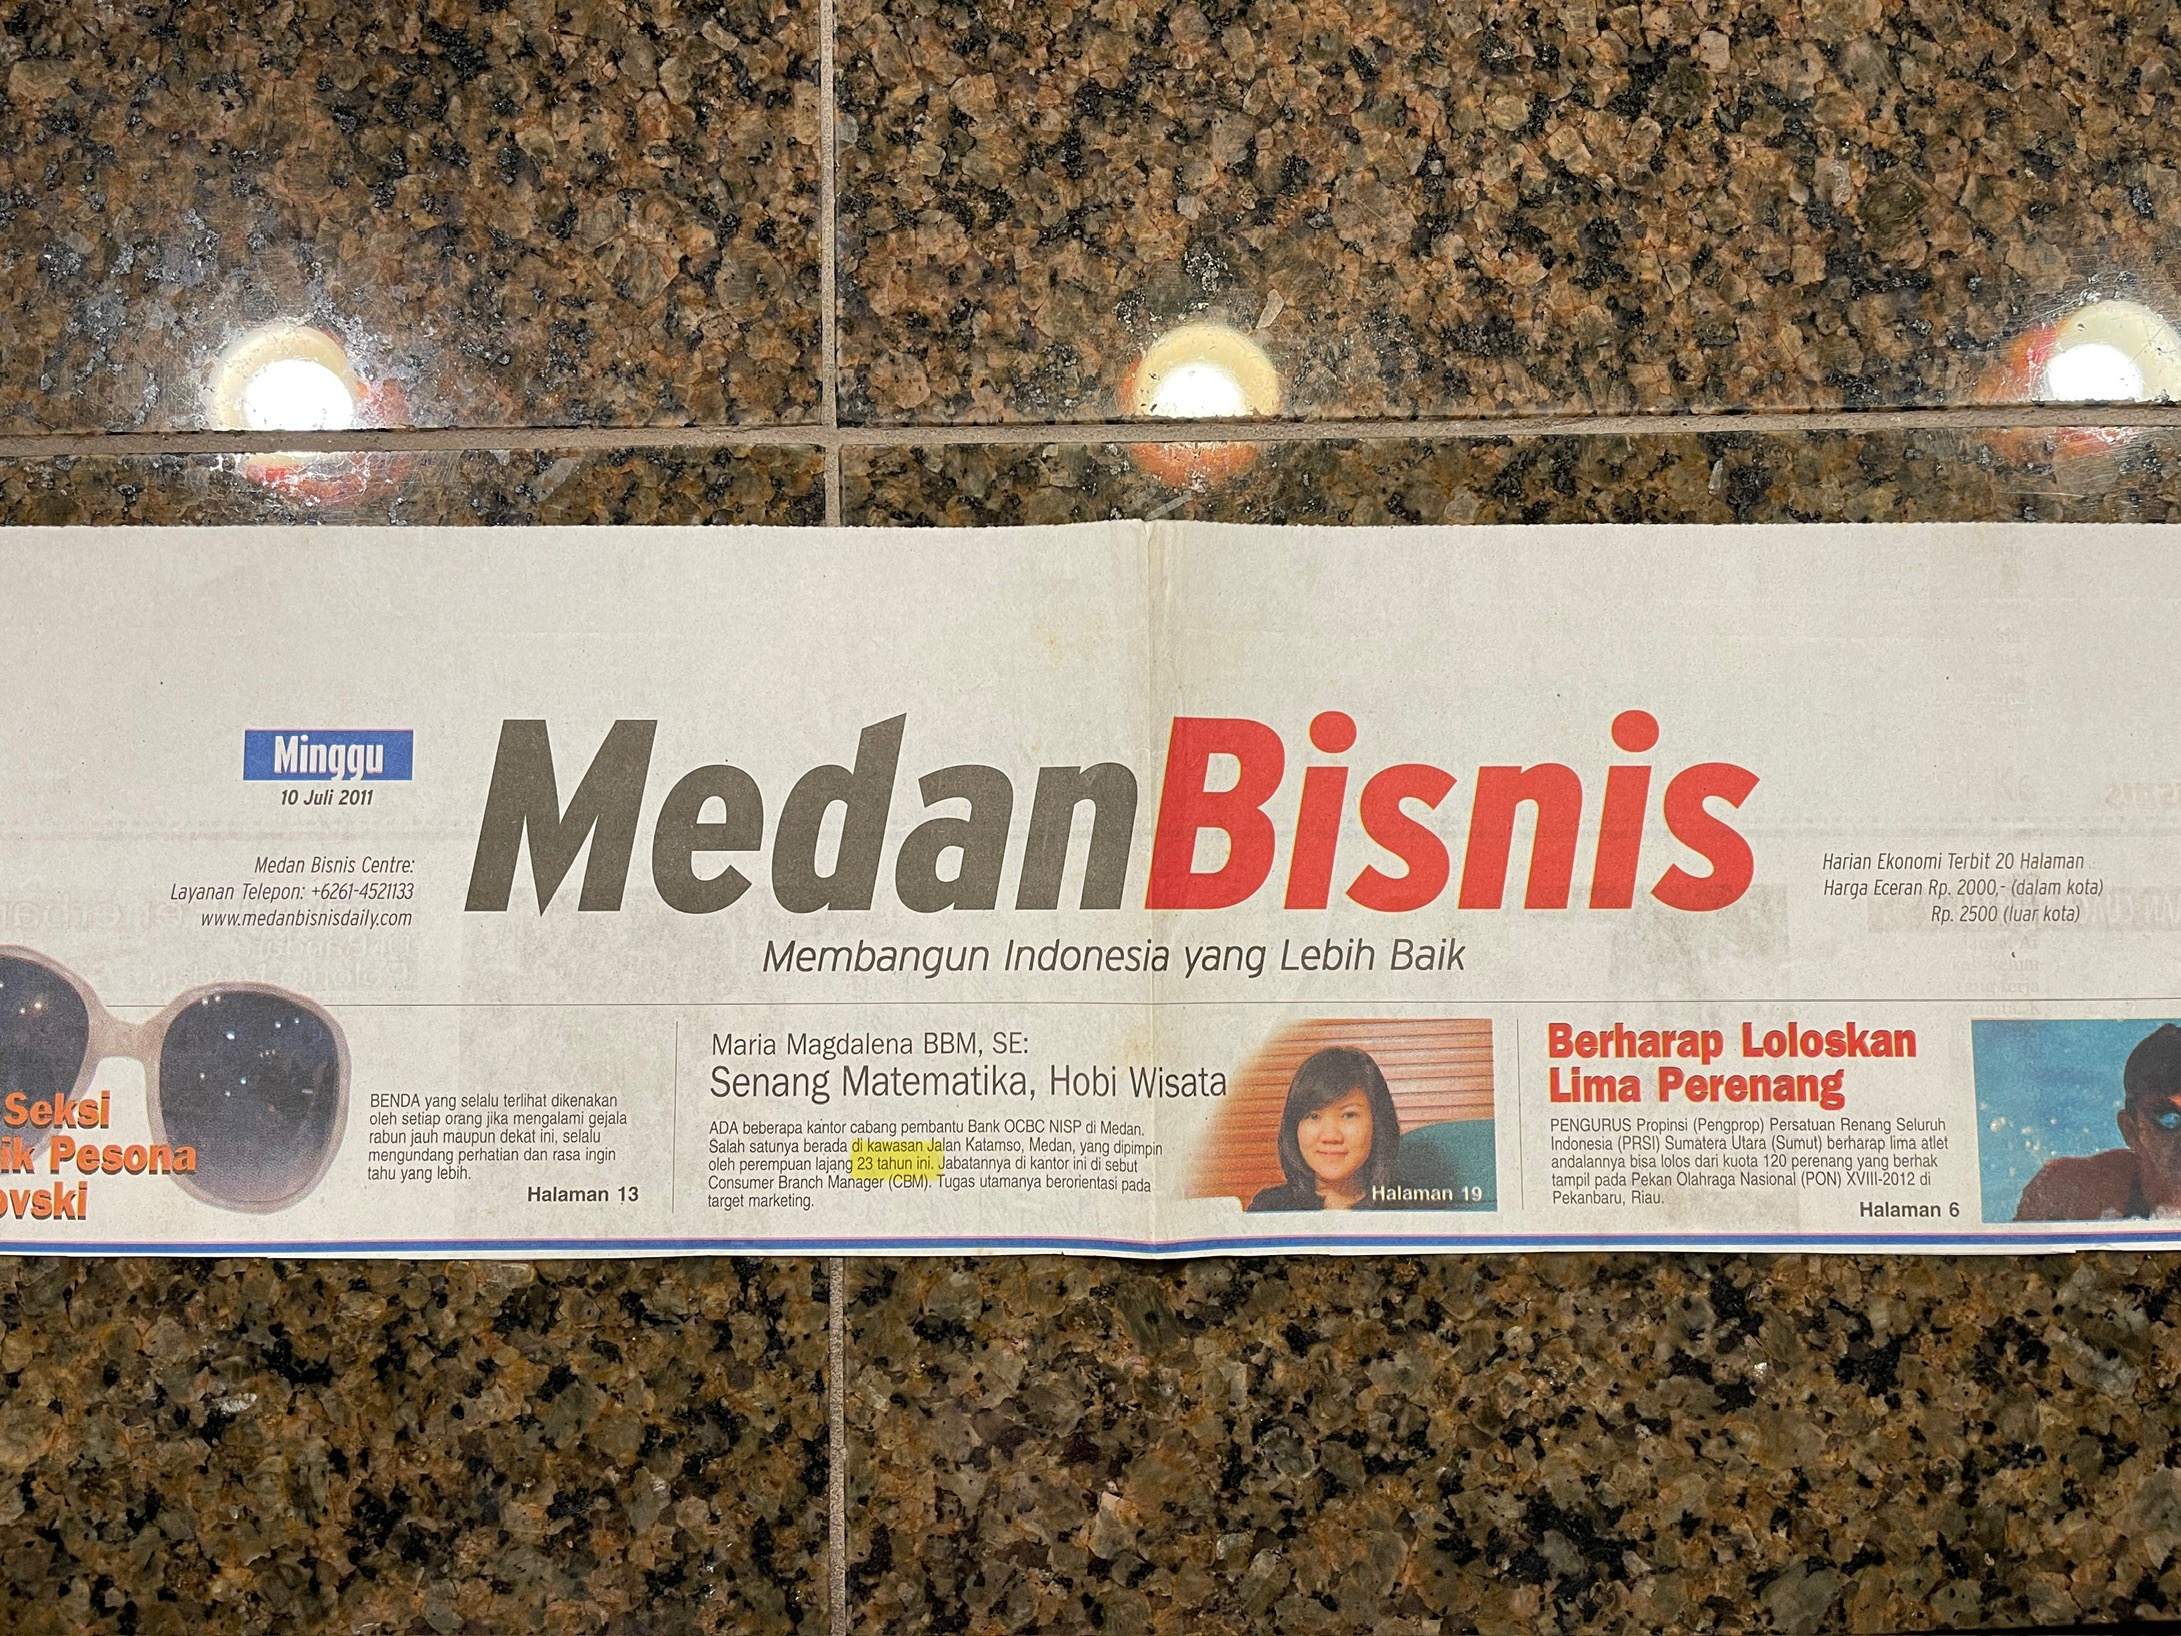 Minggu
10 Juli 2011
Medan Bisnis Centre:
Layanan Telepon: +6261-4521133
www.medanbisnisdaily.com
MedanBisnis
Membangun Indonesia yang Lebih Baik
Harian Ekonomi Terbit 20 Halaman
Harga Eceran Rp. 2000,- (dalam kota)
Rp. 2500 (luar kota)
Seksi
ik Pesona
ovski
BENDA yang selalu terlihat dikenakan
oleh setiap orang jika mengalami gejala
rabun jauh maupun dekat ini, selalu
mengundang perhatian dan rasa ingin
tahu yang lebih.
Halaman 13
Maria Magdalena BBM, SE:
Senang Matematika, Hobi Wisata
ADA beberapa kantor cabang pembantu Bank OCBC NISP di Medan.
Salah satunya berada di kawasan Jalan Katamso, Medan, yang dipimpin
oleh perempuan lajang 23 tahun ini. Jabatannya di kantor ini di sebut
Consumer Branch Manager (CBM). Tugas utamanya berorientasi pada
target marketing.
Halaman 19
Berharap Loloskan
Lima Perenang
PENGURUS Propinsi (Pengprop) Persatuan Renang Seluruh
Indonesia (PRSI) Sumatera Utara (Sumut) berharap lima atlet
andalannya bisa lolos dari kuota 120 perenang yang berhak
tampil pada Pekan Olahraga Nasional (PON) XVIII-2012 di
Pekanbaru, Riau.
Halaman 6